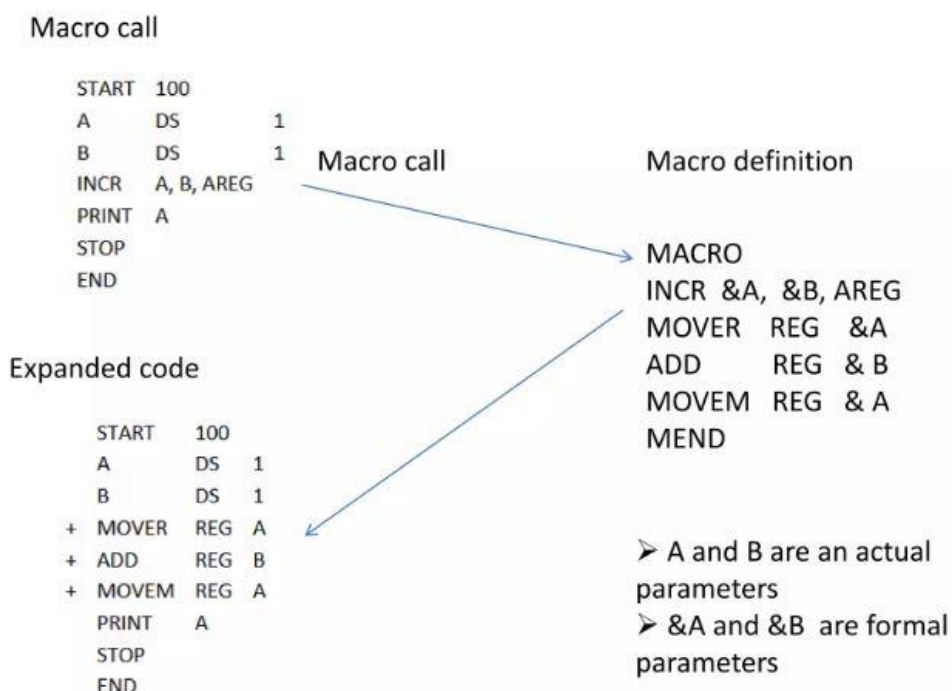 Macro call
START 100
A DS 1
B DS 1
INCR A, B, AREG
PRINT A
STOP
END
Macro call
Macro definition
MACRO
INCR &A, &B, AREG
MOVER REG &A
ADD REG & B
MOVEM REG & A
MEND
Expanded code
START 100
A DS 1
B DS 1
+ MOVER REG A
+ ADD REG B
+ MOVEM REG A
PRINT A
STOP
END
➢ A and B are an actual
parameters
➢ &A and &B are formal
parameters